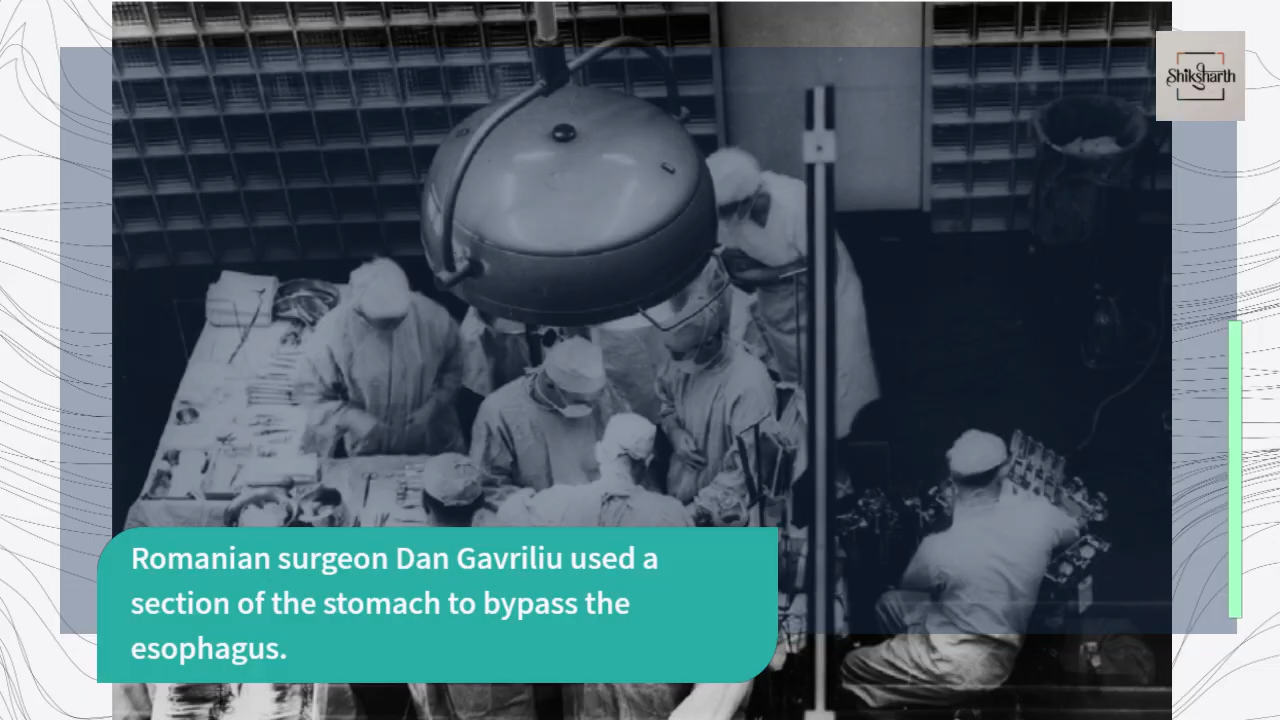 Shiksharth
Romanian surgeon Dan Gavriliu used a
section of the stomach to bypass the
esophagus.